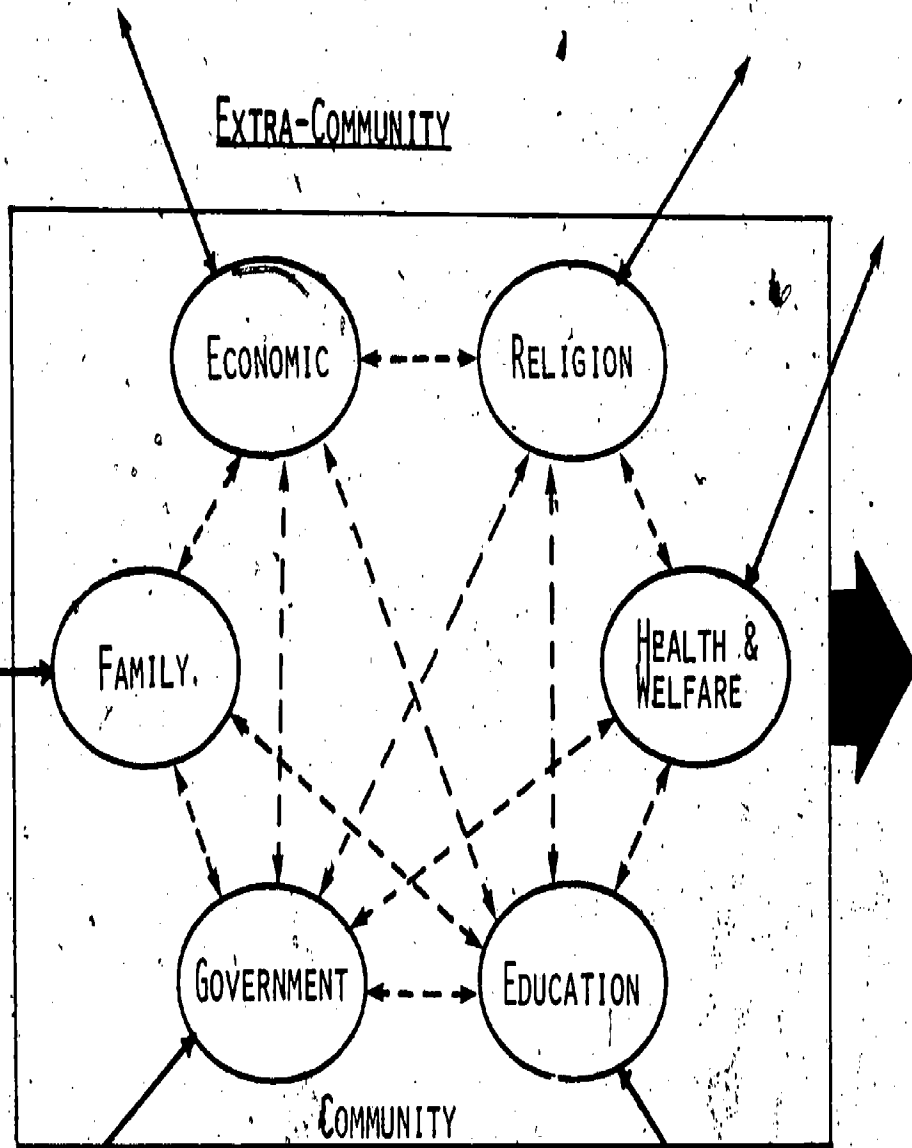 EXTRA-COMMUNITY
ECONOMIC
RELIGION
FAMILY.
HEALTH &
WELFARE
GOVERNMENT
EDUCATION
COMMUNITY